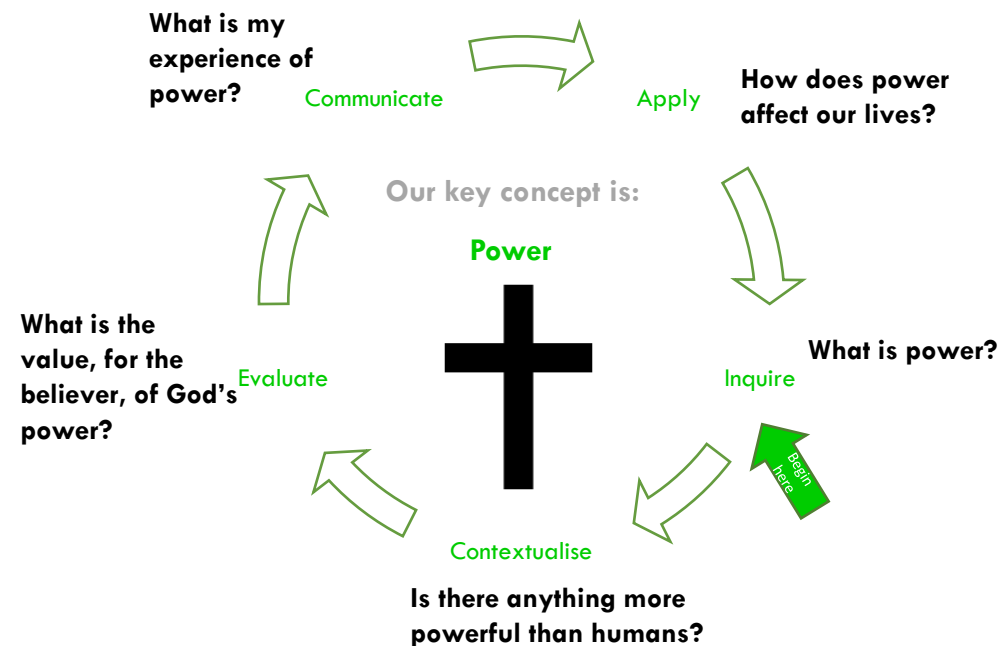 What is my
experience of
power?
Communicate
Apply
How does power
affect our lives?
Our key concept is:
Power
What is the
value, for the
believer, of God's
power?
Evaluate
Inquire
What is power?
Begin
here
Contextualise
Is there anything more
powerful than humans?